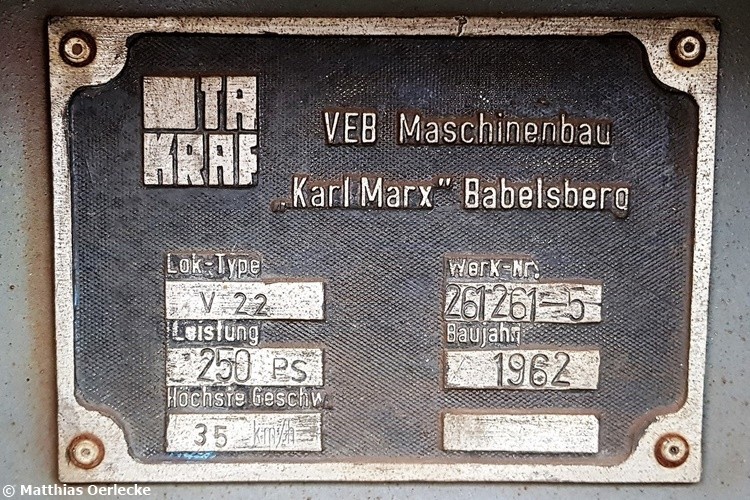 TA
KRAF
VEB Maschinenbau
„Karl Marx" Babelsberg
Lok-Type
V 22
Leistung
250 PS
Höchste Geschw.
35 km/h
Werk-Nr.
261261-5
Baujahr
1962
© Matthias Oerlecke